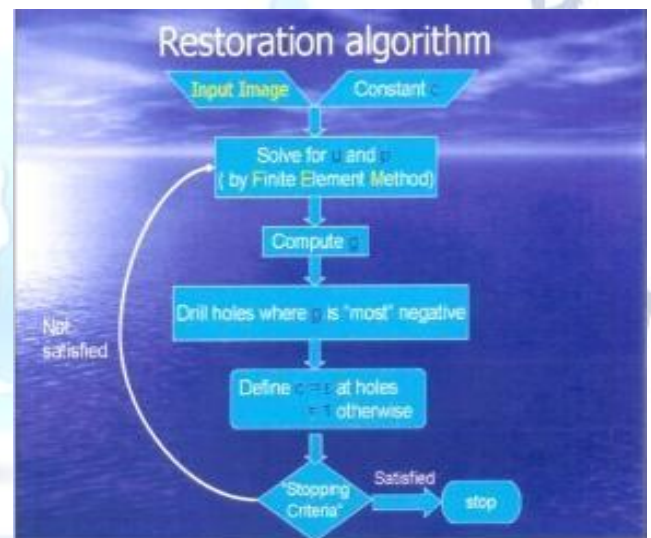 Restoration algorithm
Input Image
Constant c
Solve for u and p
( by Finite Element Method)
Compute g
Drill holes where g is "most" negative
Not
satisfied
Define c = ε at holes
= 1 otherwise
"Stopping
Criteria"
Satisfied
stop